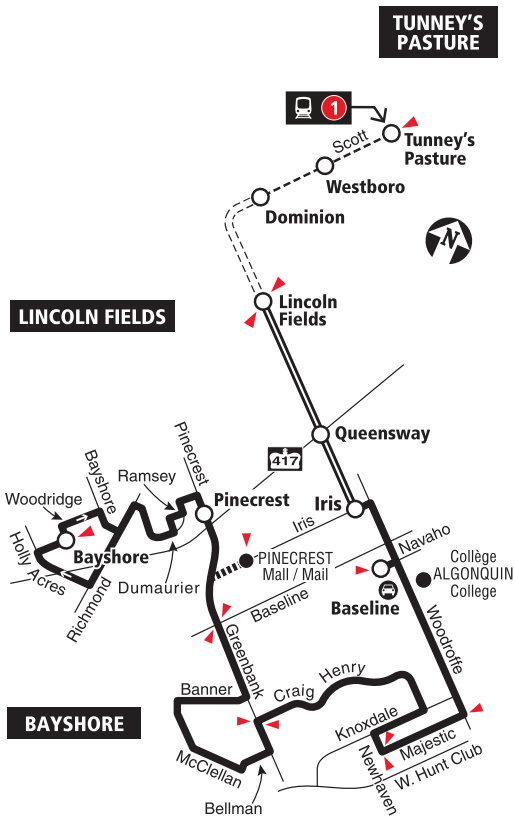 TUNNEY'S
PASTURE
1
Scott
Tunney's
Pasture
Westboro
Dominion
N
Lincoln
Fields
LINCOLN FIELDS
Queensway
417
Pinecrest
Bayshore
Ramsey
Woodridge
Pinecrest
Iris
Iris
Holly Acres
Bayshore
Richmond
Dumaurier
PINECREST
Mall / Mail
Navaho
Collège
ALGONQUIN
College
Baseline
Baseline
Greenbank
Woodroffe
Banner
Craig
Henry
BAYSHORE
Knoxdale
McClellan
Newhaven
Majestic
W. Hunt Club
Bellman